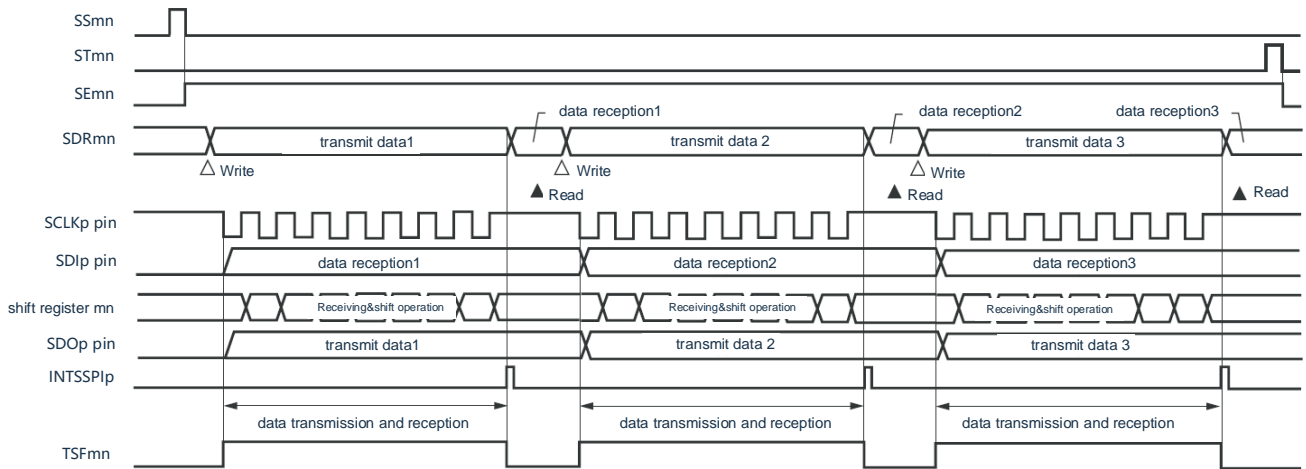 SSmn
STmn
SEmn
data reception1
data reception2
data reception3
SDRmn
transmit data1
transmit data 2
transmit data 3
Write
Write
Write
Read
Read
Read
SCLKp pin
SDIp pin
data reception1
data reception2
data reception3
shift register mn
Receiving&shift operation
Receiving&shift operation
Receiving&shift operation
SDOp pin
transmit data1
transmit data 2
transmit data 3
INTSSPIp
data transmission and reception
data transmission and reception
data transmission and reception
TSFmn